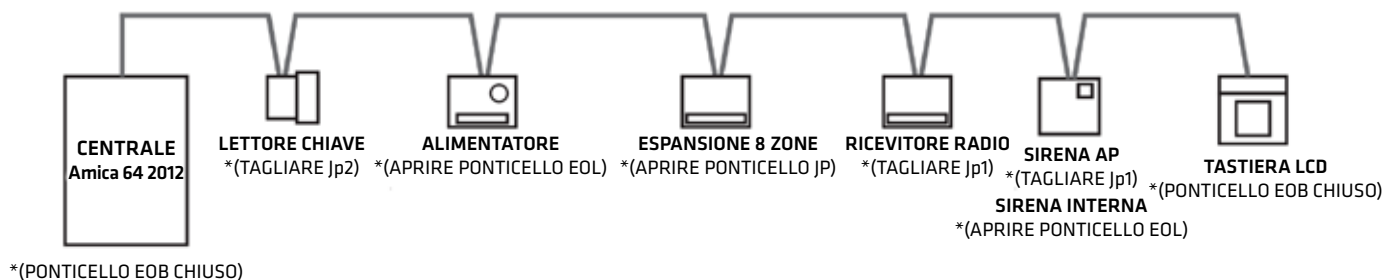 CENTRALE
Amica 64 2012
*(PONTICELLO EOB CHIUSO)
LETTORE CHIAVE
*(TAGLIARE Jp2)
ALIMENTATORE
*(APRIRE PONTICELLO EOL)
ESPANSIONE 8 ZONE
*(APRIRE PONTICELLO JP)
RICEVITORE RADIO
*(TAGLIARE Jp1)
SIRENA AP
*(TAGLIARE Jp1)
SIRENA INTERNA
*(APRIRE PONTICELLO EOL)
TASTIERA LCD
*(PONTICELLO EOB CHIUSO)